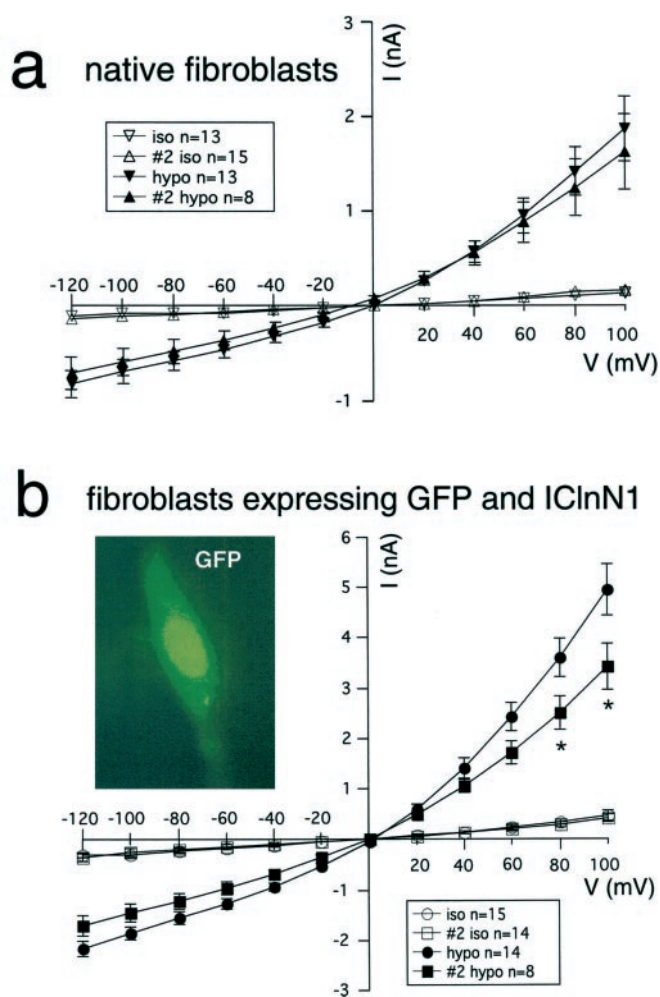 a native fibroblasts
I (nA)
3
2
1
-1
iso n=13
#2 iso n=15
hypo n=13
#2 hypo n=8
-120 -100 -80 -60 -40 -20
20 40 60 80 100
V (mV)
b fibroblasts expressing GFP and IClnN1
GFP
I (nA)
6
5
4
3
2
1
-1
-2
-3
* *
-120 -100 -80 -60 -40 -20
20 40 60 80 100
V (mV)
iso n=15
#2 iso n=14
hypo n=14
#2 hypo n=8